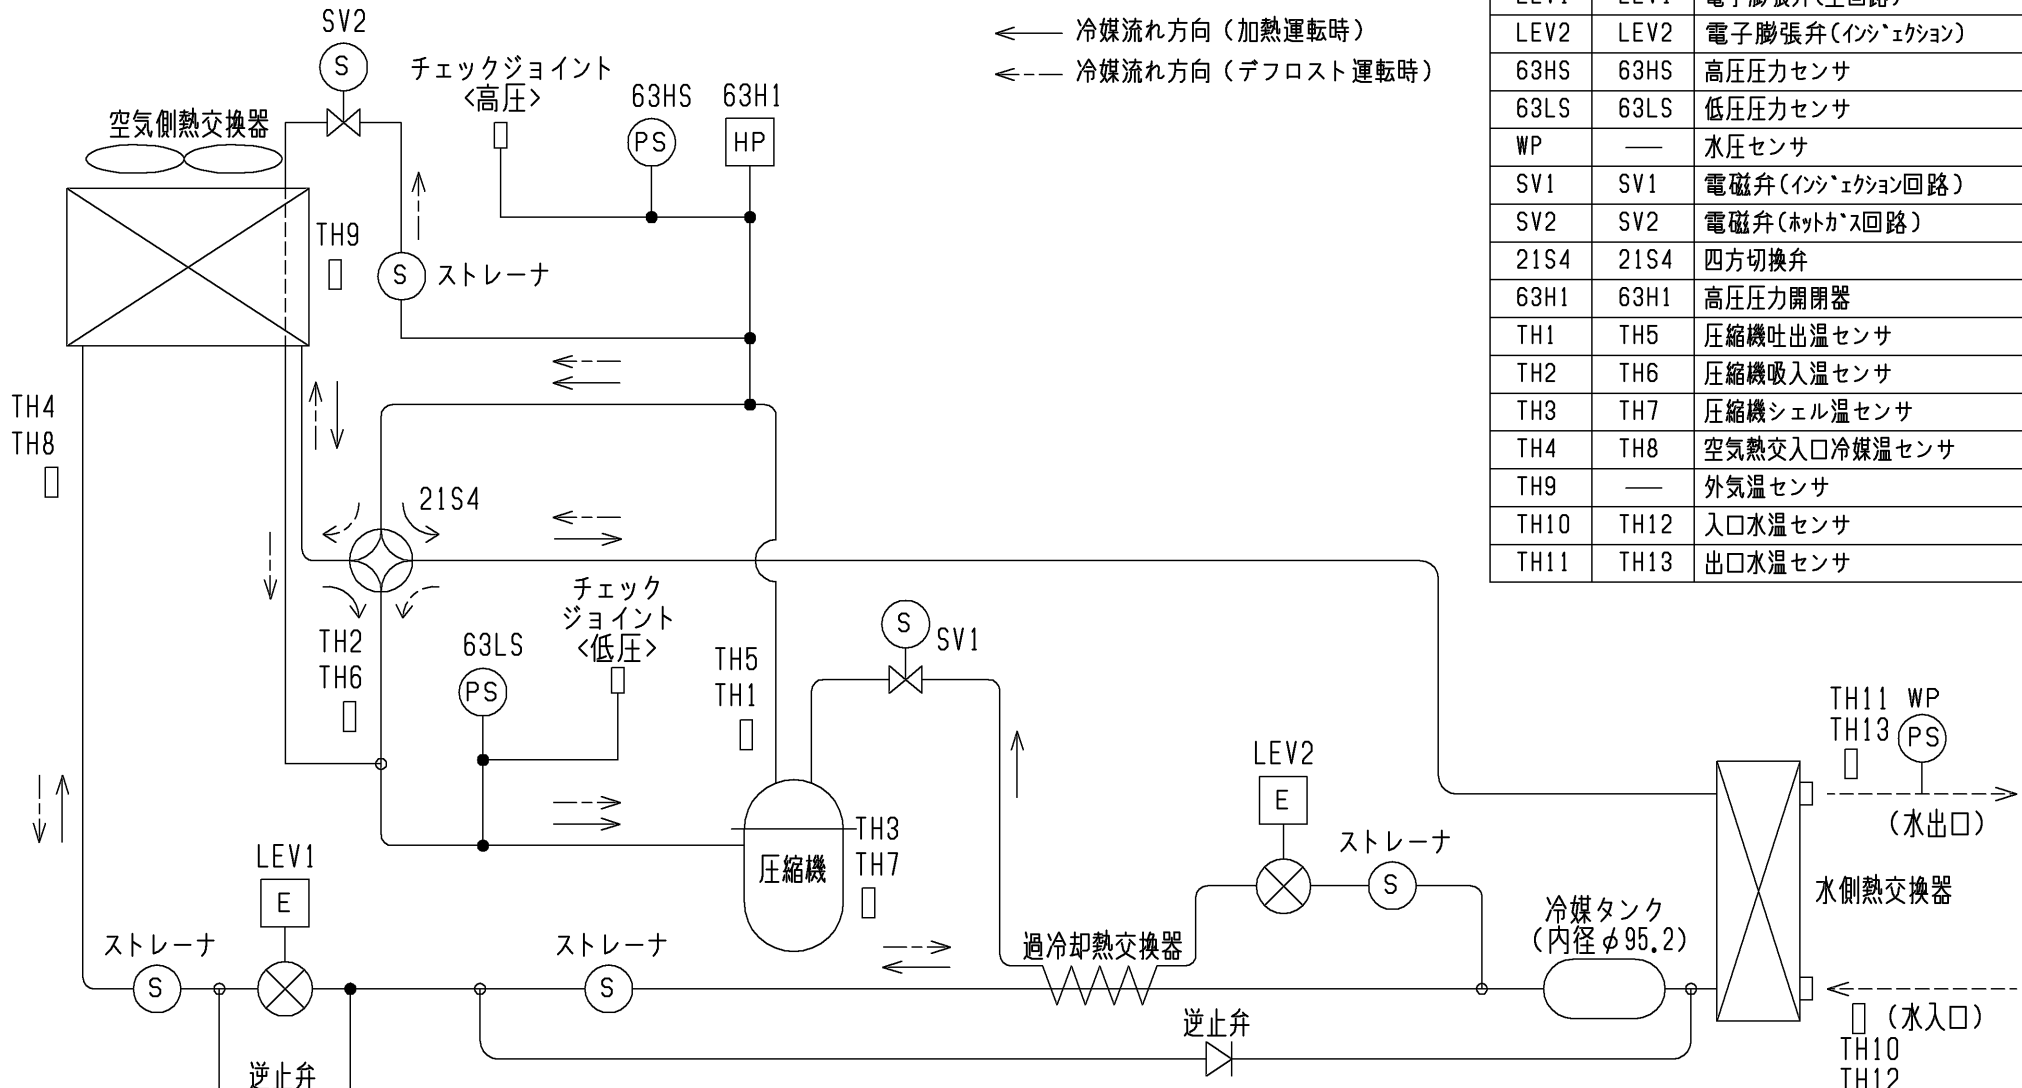 SV2
S
チェックジョイント
<高圧>
63HS
PS
63H1
HP
冷媒流れ方向(加熱運転時)
冷媒流れ方向(デフロスト運転時)
空気側熱交換器
TH9
S
ストレーナ
TH4
TH8
21S4
チェック
ジョイント
<低圧>
TH2
TH6
63LS
PS
TH5
TH1
S
SV1
圧縮機
TH3
TH7
LEV2
E
ストレーナ
S
TH11
TH13
WP
PS
(水出口)
水側熱交換器
冷媒タンク
(内径φ95.2)
過冷却熱交換器
LEV1
E
ストレーナ
S
ストレーナ
S
逆止弁
逆止弁
(水入口)
TH10
TH12
LEV1 LEV1 電子膨張弁(主回路)
LEV2 LEV2 電子膨張弁(インジェクション)
63HS 63HS 高圧圧力センサ
63LS 63LS 低圧圧力センサ
WP — 水圧センサ
SV1 SV1 電磁弁(インジェクション回路)
SV2 SV2 電磁弁(ホットガス回路)
21S4 21S4 四方切換弁
63H1 63H1 高圧圧力開閉器
TH1 TH5 圧縮機吐出温センサ
TH2 TH6 圧縮機吸入温センサ
TH3 TH7 圧縮機シェル温センサ
TH4 TH8 空気熱交入口冷媒温センサ
TH9 — 外気温センサ
TH10 TH12 入口水温センサ
TH11 TH13 出口水温センサ